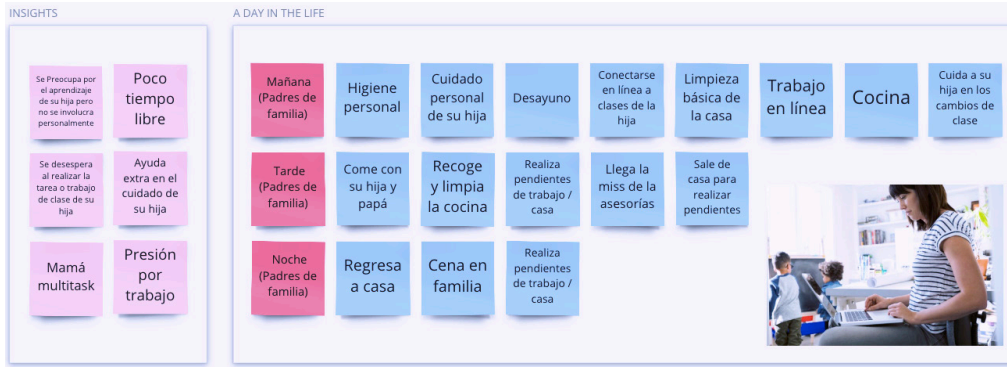 INSIGHTS
Se Preocupa por
el aprendizaje
de su hija pero
no se involucra
personalmente
Poco
tiempo
libre
Se desespera
al realizar la
tarea o trabajo
de clase de su
hija
Ayuda
extra en el
cuidado de
su hija
Mamá
multitask
Presión
por
trabajo
A DAY IN THE LIFE
Mañana
(Padres de
familia)
Higiene
personal
Cuidado
personal
de su hija
Desayuno
Conectarse
en línea a
clases de la
hija
Limpieza
básica de
la casa
Trabajo
en línea
Cocina
Cuida a su
hija en los
cambios de
clase
Tarde
(Padres de
familia)
Come con
su hija y
papá
Recoge
y limpia
la cocina
Realiza
pendientes
de trabajo /
casa
Llega la
miss de la
asesorías
Sale de
casa para
realizar
pendientes
Noche
(Padres de
familia)
Regresa
a casa
Cena en
familia
Realiza
pendientes
de trabajo /
casa